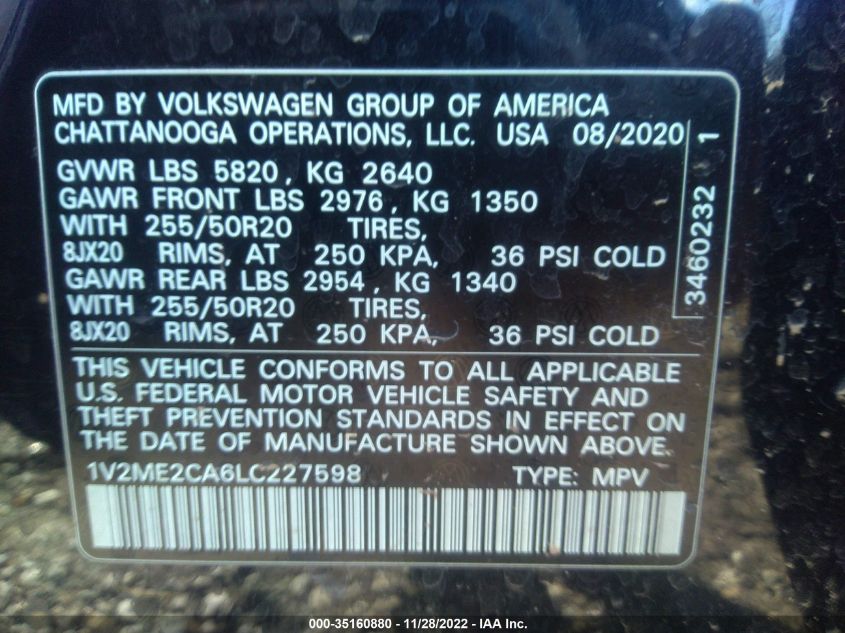 MFD BY VOLKSWAGEN GROUP OF AMERICA
CHATTANOOGA OPERATIONS, LLC. USA 08/2020
GVWR LBS 5820, KG 2640
GAWR FRONT LBS 2976, KG 1350
WITH 255/50R20 TIRES,
8JX20 RIMS, AT 250 KPA, 36 PSI COLD
GAWR REAR LBS 2954, KG 1340
WITH 255/50R20 TIRES,
8JX20 RIMS, AT 250 KPA, 36 PSI COLD
3460232 1
THIS VEHICLE CONFORMS TO ALL APPLICABLE
U.S. FEDERAL MOTOR VEHICLE SAFETY AND
THEFT PREVENTION STANDARDS IN EFFECT ON
THE DATE OF MANUFACTURE SHOWN ABOVE.
1V2ME2CA6LC227598 TYPE: MPV
000-35160880 - 11/28/2022 - IAA Inc.